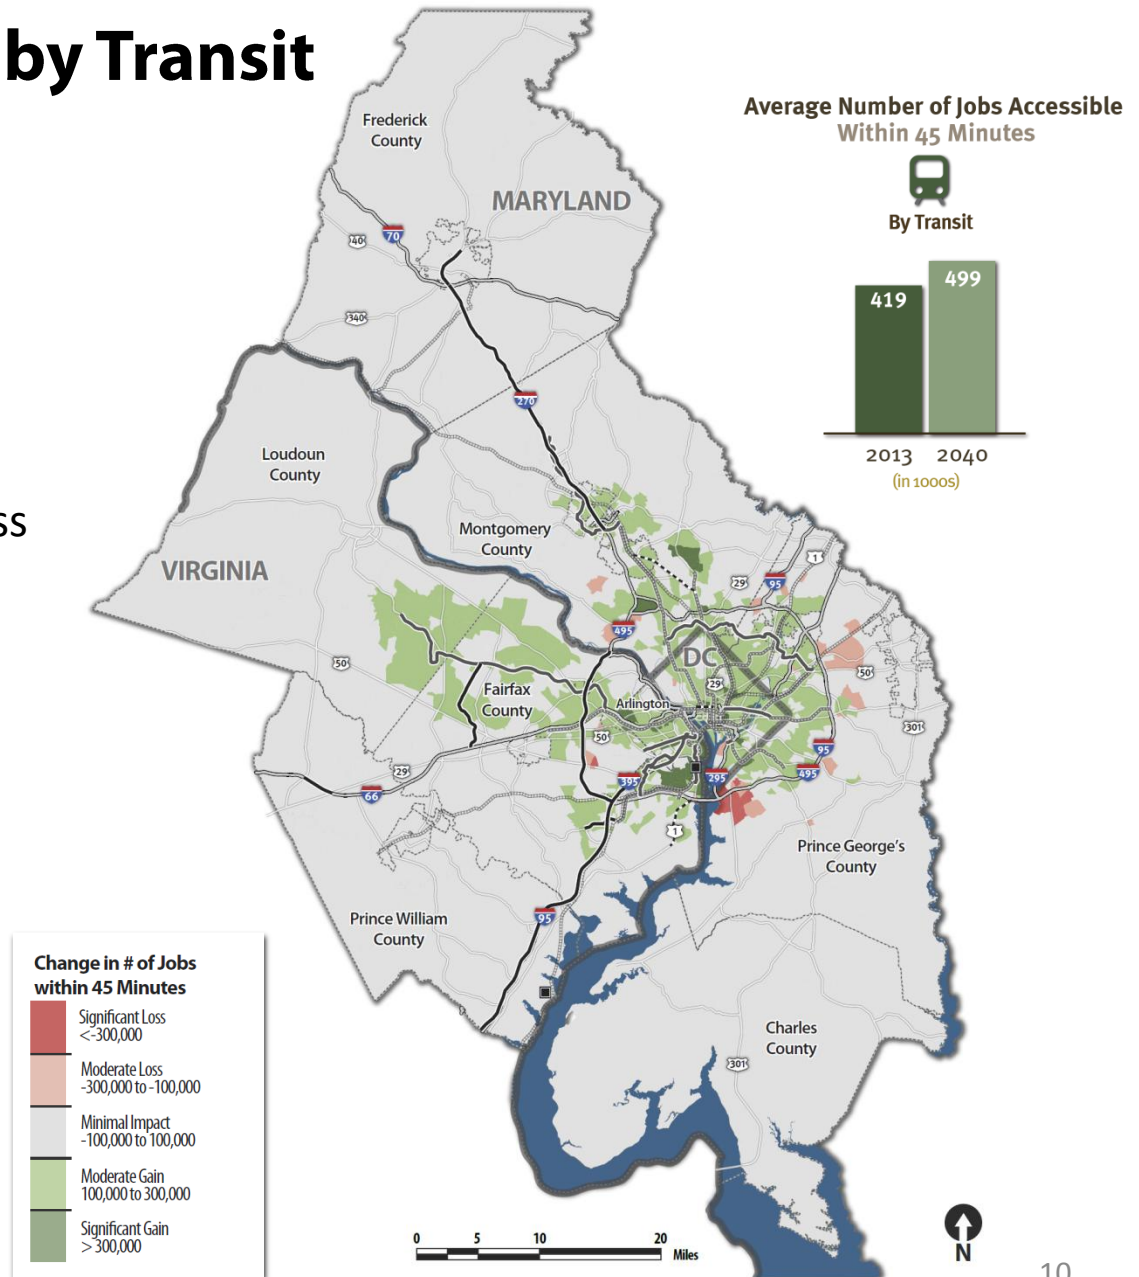 by Transit
Average Number of Jobs Accessible
Within 45 Minutes
By Transit
419
499
2013 2040
(in 1000s)
ss
Frederick
County
MARYLAND
40
70
340
270
Loudoun
County
Montgomery
County
VIRGINIA
1
29
95
495
DC
50
50
29
Fairfax
County
Arlington
301
50
95
29
395
295
495
66
1
Prince George's
County
Prince William
County
95
Charles
County
301
Change in # of Jobs
within 45 Minutes
Significant Loss
<-300,000
Moderate Loss
-300,000 to -100,000
Minimal Impact
-100,000 to 100,000
Moderate Gain
100,000 to 300,000
Significant Gain
> 300,000
0 5 10 20
Miles
N
10